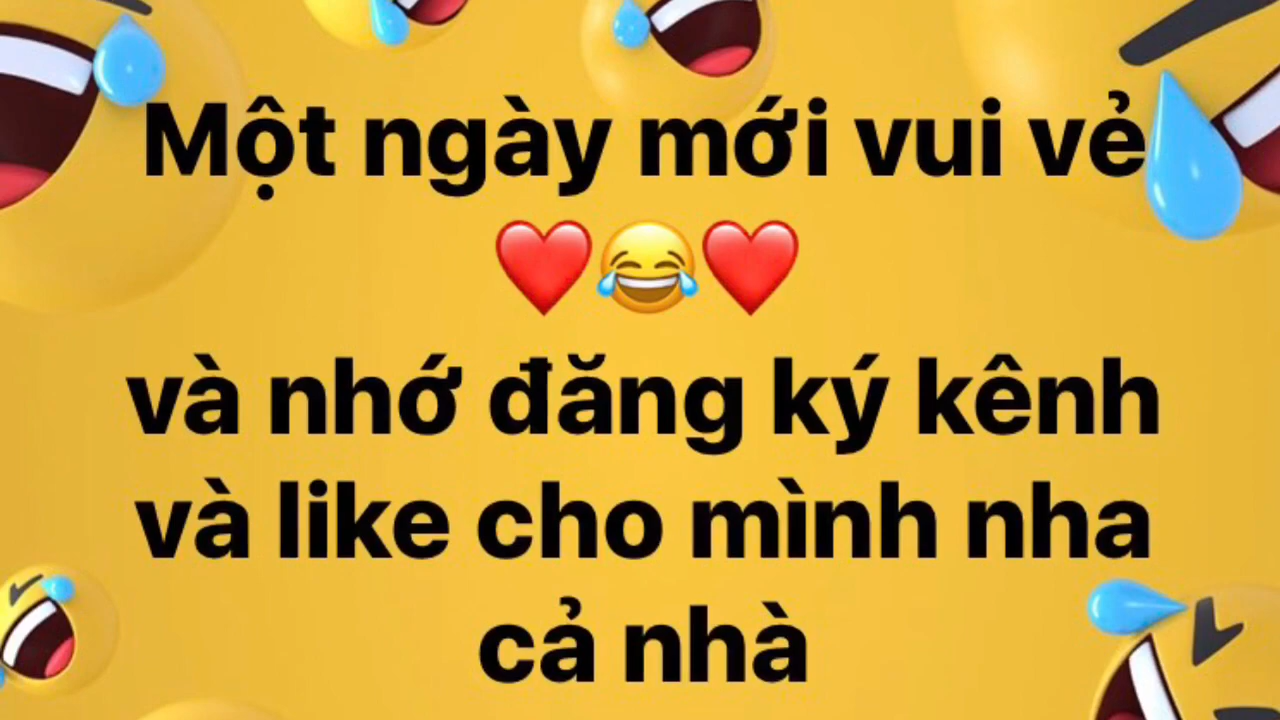 Một ngày mới vui vẻ
❤️😂❤️
và nhớ đăng ký kênh
và like cho mình nha
cả nhà